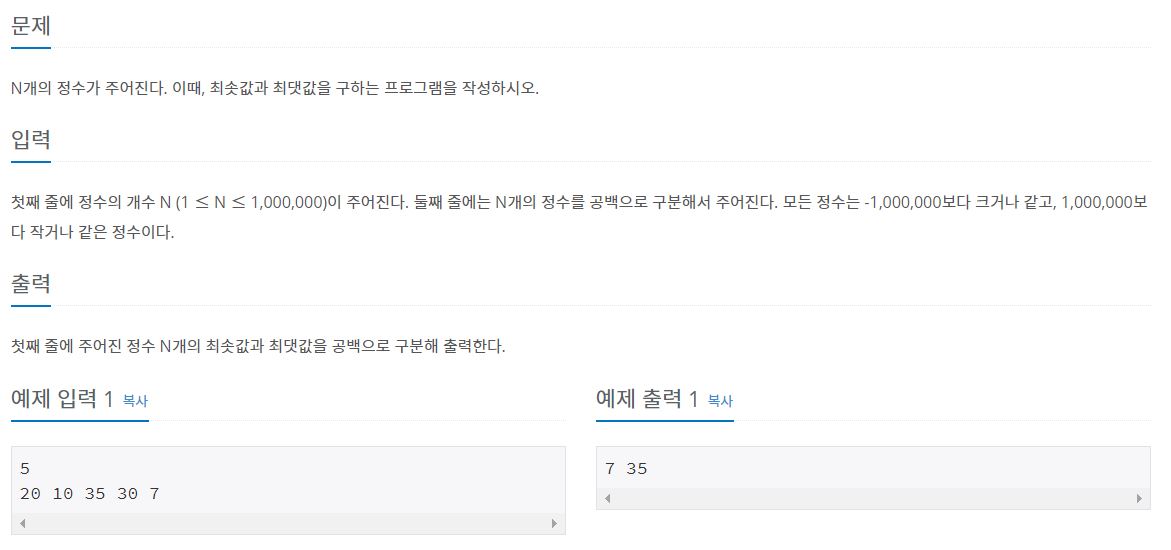 문제
N개의 정수가 주어진다. 이때, 최솟값과 최댓값을 구하는 프로그램을 작성하시오.
입력
첫째 줄에 정수의 개수 N (1 ≤ N ≤ 1,000,000)이 주어진다. 둘째 줄에는 N개의 정수를 공백으로 구분해서 주어진다. 모든 정수는 -1,000,000보다 크거나 같고, 1,000,000보
다 작거나 같은 정수이다.
출력
첫째 줄에 주어진 정수 N개의 최솟값과 최댓값을 공백으로 구분해 출력한다.
예제 입력 1 복사
5
20 10 35 30 7
예제 출력 1 복사
7 35